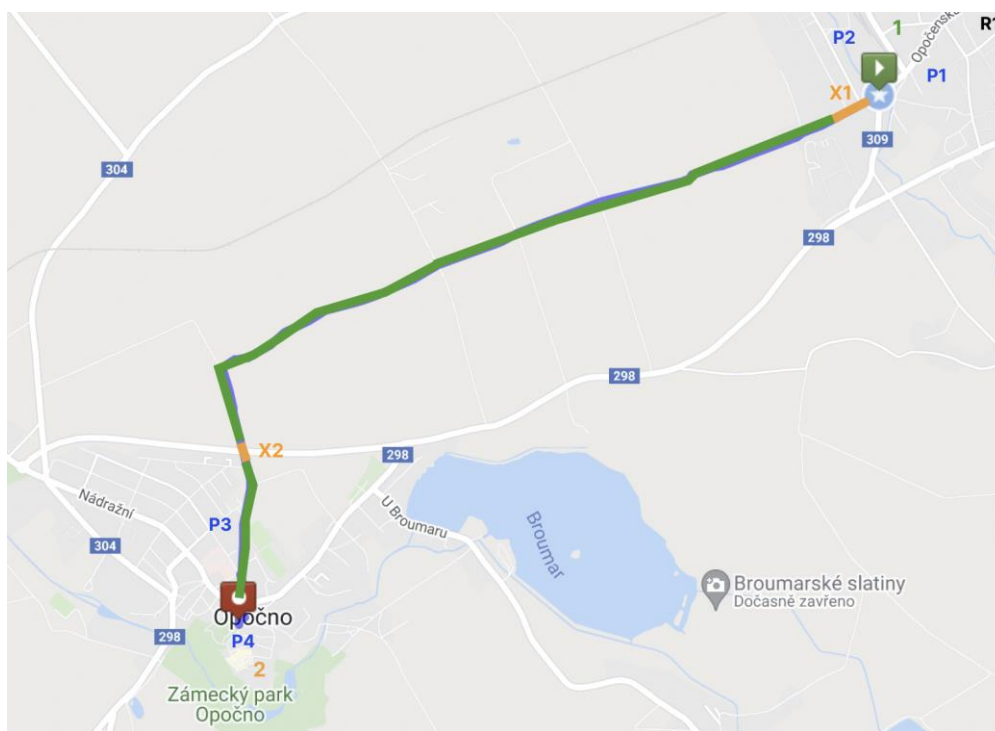 1
R1
P2
Opočenská
P1
X1
309
304
298
298
X2
298
Nádražní
U Broumaru
P3
Broumar
304
Broumarské slatiny
Dočasně zavřeno
Opočno
298
P4
2
Zámecký park
Opočno